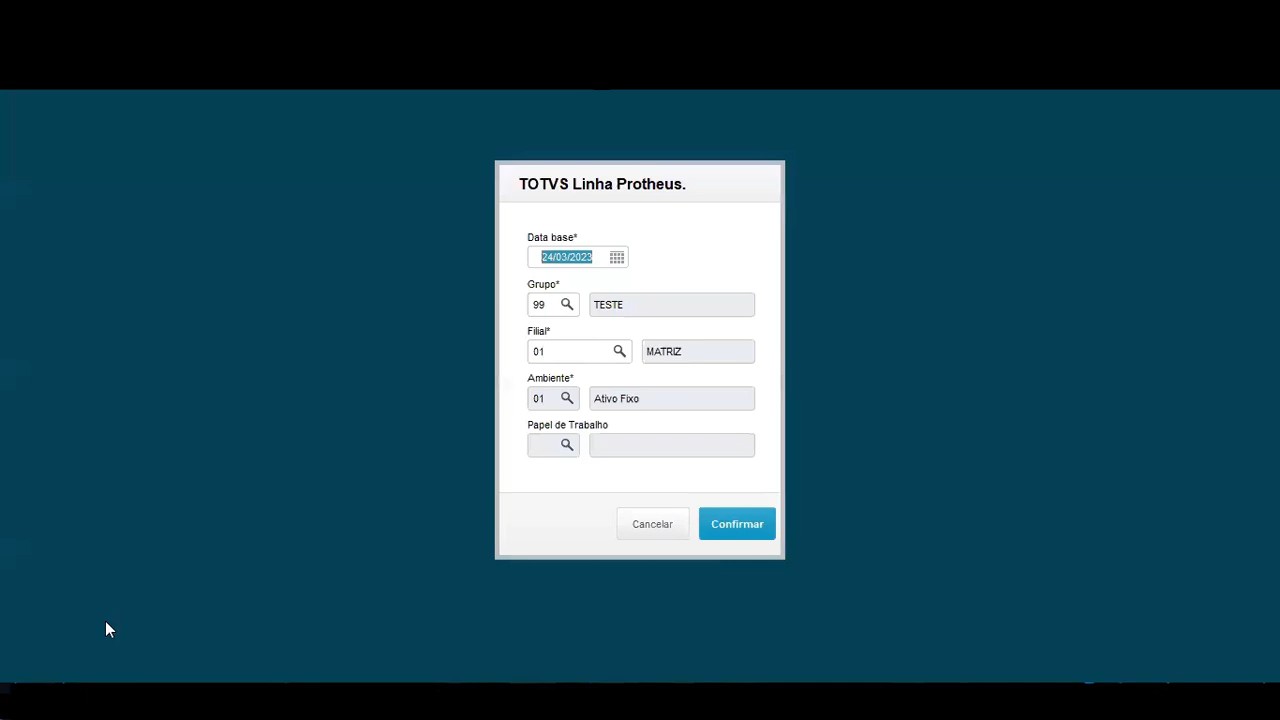 TOTVS Linha Protheus.
Data base*
24/03/2023
Grupo*
99 TESTE
Filial*
01 MATRIZ
Ambiente*
01 Ativo Fixo
Papel de Trabalho
Cancelar Confirmar